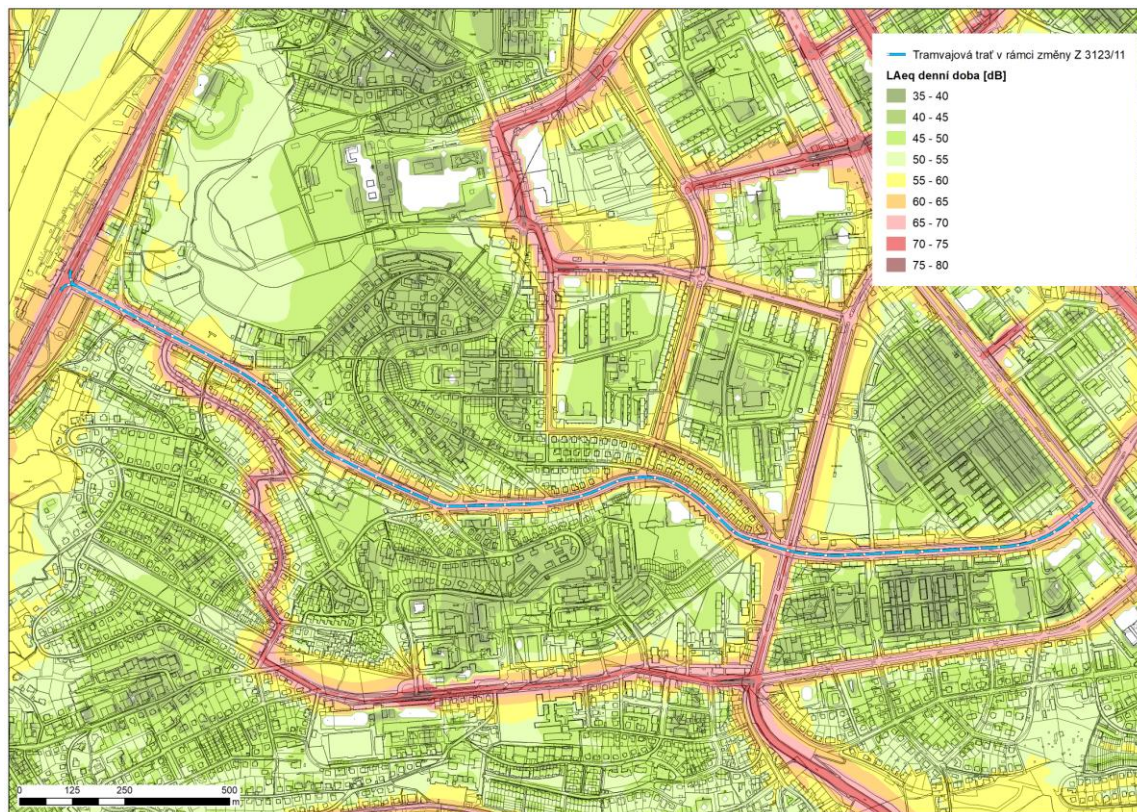 Tramvajová trať v rámci změny Z 3123/11
LAeq denní doba [dB]
35 - 40
40 - 45
45 - 50
50 - 55
55 - 60
60 - 65
65 - 70
70 - 75
75 - 80
0 125 250 500
m